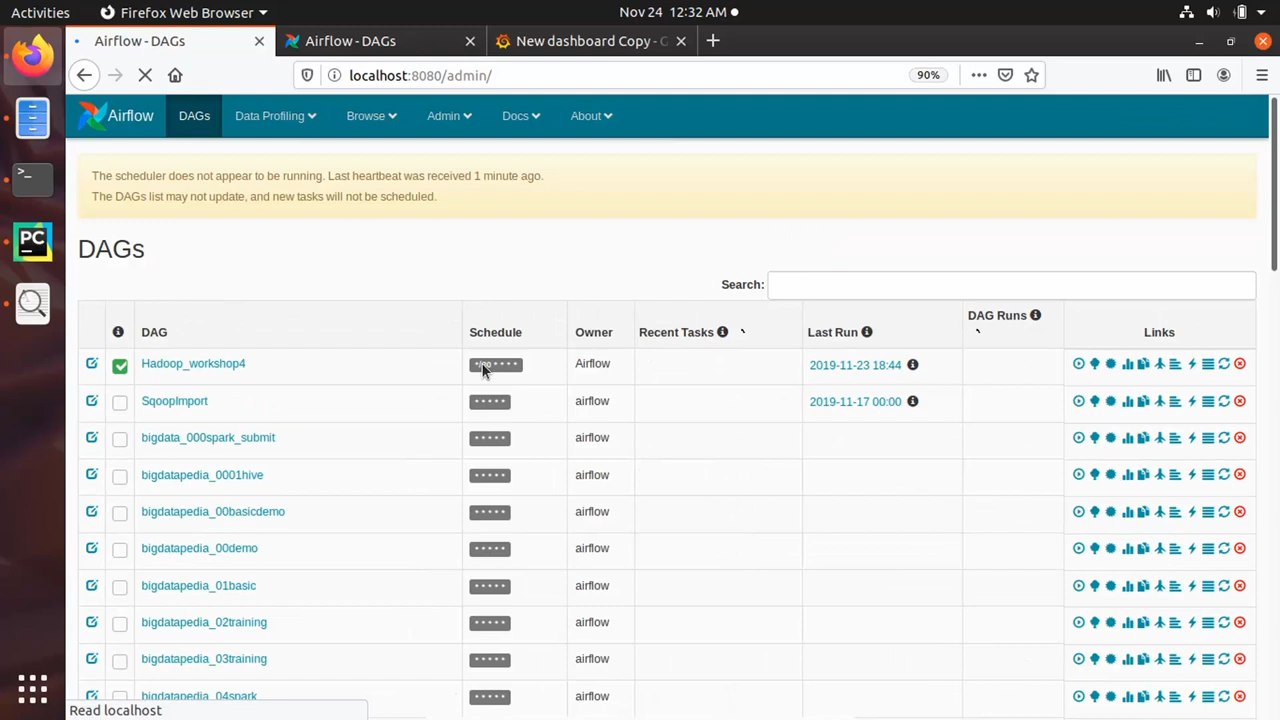 Activities
Firefox Web Browser
Nov 24 12:32 AM
Airflow - DAGs
Airflow - DAGs
New dashboard Copy - G
localhost:8080/admin/
90%
Airflow
DAGs
Data Profiling
Browse
Admin
Docs
About
The scheduler does not appear to be running. Last heartbeat was received 1 minute ago.
The DAGs list may not update, and new tasks will not be scheduled.
DAGs
Search:
DAG
Schedule
Owner
Recent Tasks
Last Run
DAG Runs
Links
Hadoop_workshop4
Airflow
2019-11-23 18:44
SqoopImport
* * * * *
airflow
2019-11-17 00:00
bigdata_000spark_submit
* * * * *
airflow
bigdatapedia_0001hive
* * * * *
airflow
bigdatapedia_00basicdemo
* * * * *
airflow
bigdatapedia_00demo
* * * * *
airflow
bigdatapedia_01basic
* * * * *
airflow
bigdatapedia_02training
* * * * *
airflow
bigdatapedia_03training
* * * * *
airflow
bigdatapedia_04spark
* * * * *
airflow
Read localhost
PC